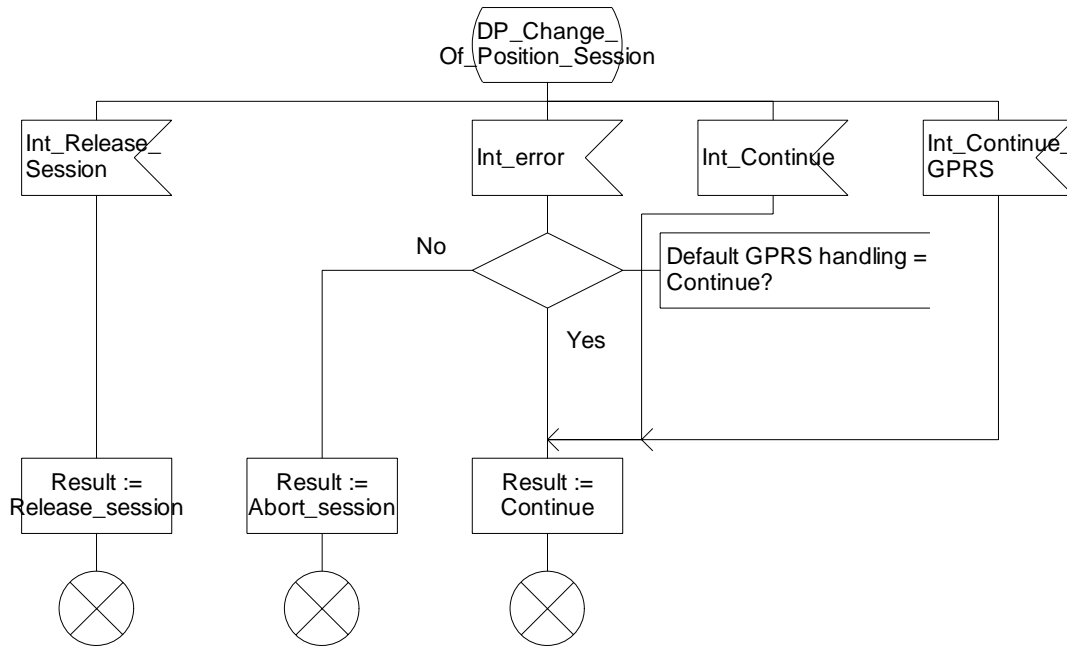 DP_Change_
Of_Position_Session
Int_Release_
Session
Int_error
Int_Continue
Int_Continue_
GPRS
No
Default GPRS handling =
Continue?
Yes
Result :=
Release_session
Result :=
Abort_session
Result :=
Continue